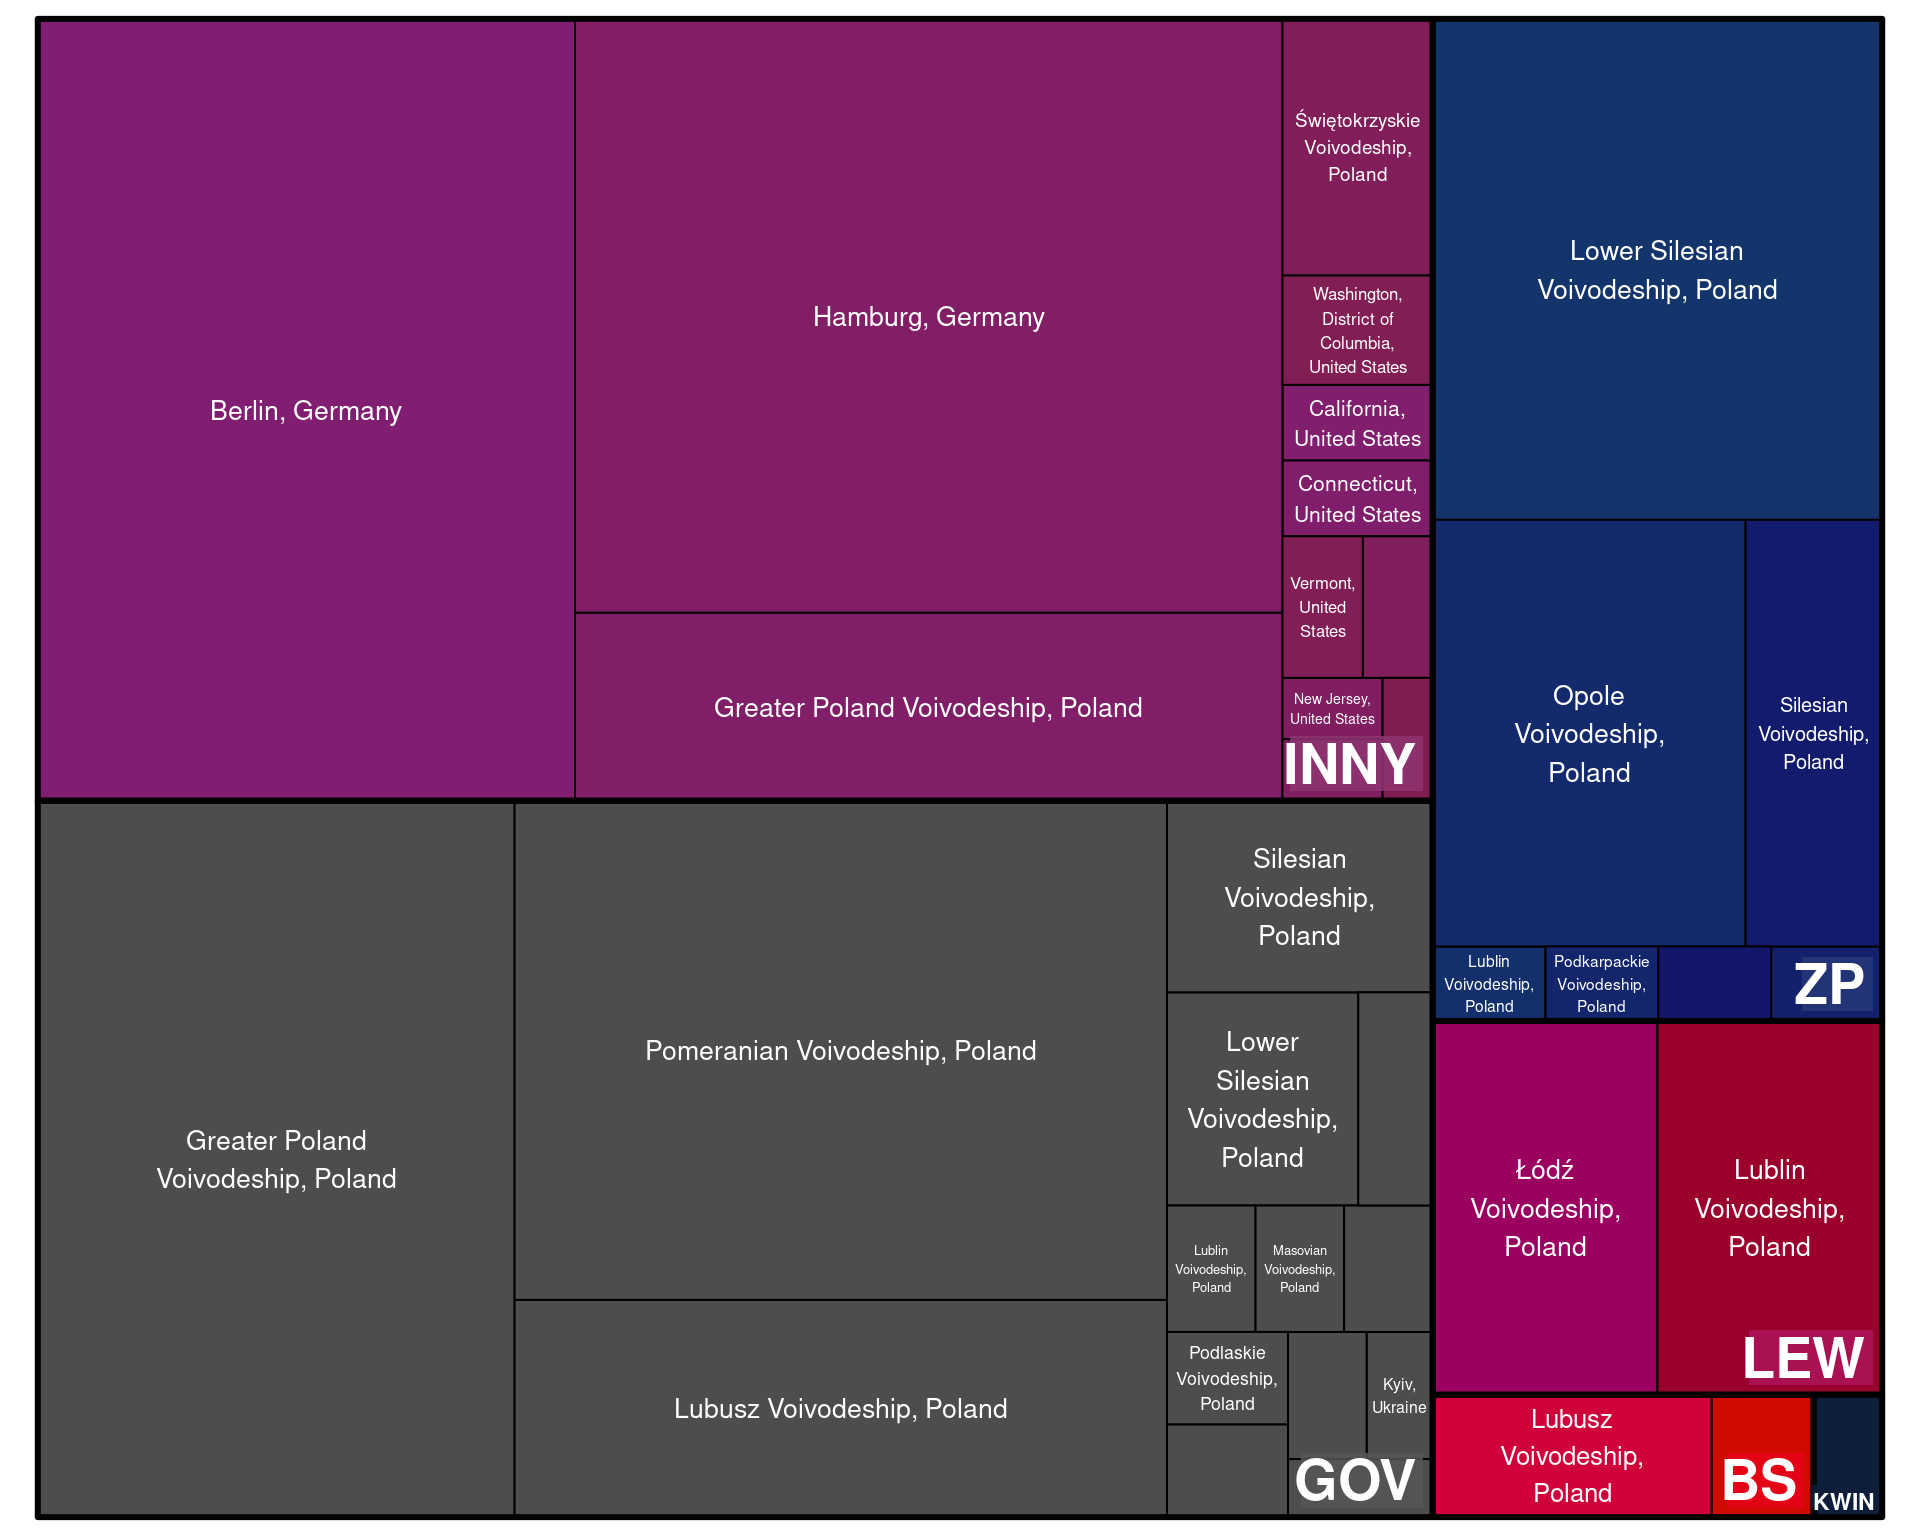 Berlin, Germany
Hamburg, Germany
Greater Poland Voivodeship, Poland
Świętokrzyskie
Voivodeship,
Poland
Washington,
District of
Columbia,
United States
California,
United States
Connecticut,
United States
Vermont,
United
States
New Jersey,
United States
INNY
Greater Poland
Voivodeship, Poland
Pomeranian Voivodeship, Poland
Lubusz Voivodeship, Poland
Silesian
Voivodeship,
Poland
Lower
Silesian
Voivodeship,
Poland
Lublin
Voivodeship,
Poland
Masovian
Voivodeship,
Poland
Podlaskie
Voivodeship,
Poland
Kyiv,
Ukraine
GOV
Lower Silesian
Voivodeship, Poland
Opole
Voivodeship,
Poland
Silesian
Voivodeship,
Poland
Lublin
Voivodeship,
Poland
Podkarpackie
Voivodeship,
Poland
ZP
Łódź
Voivodeship,
Poland
Lublin
Voivodeship,
Poland
LEW
Lubusz
Voivodeship,
Poland
BS
KWIN